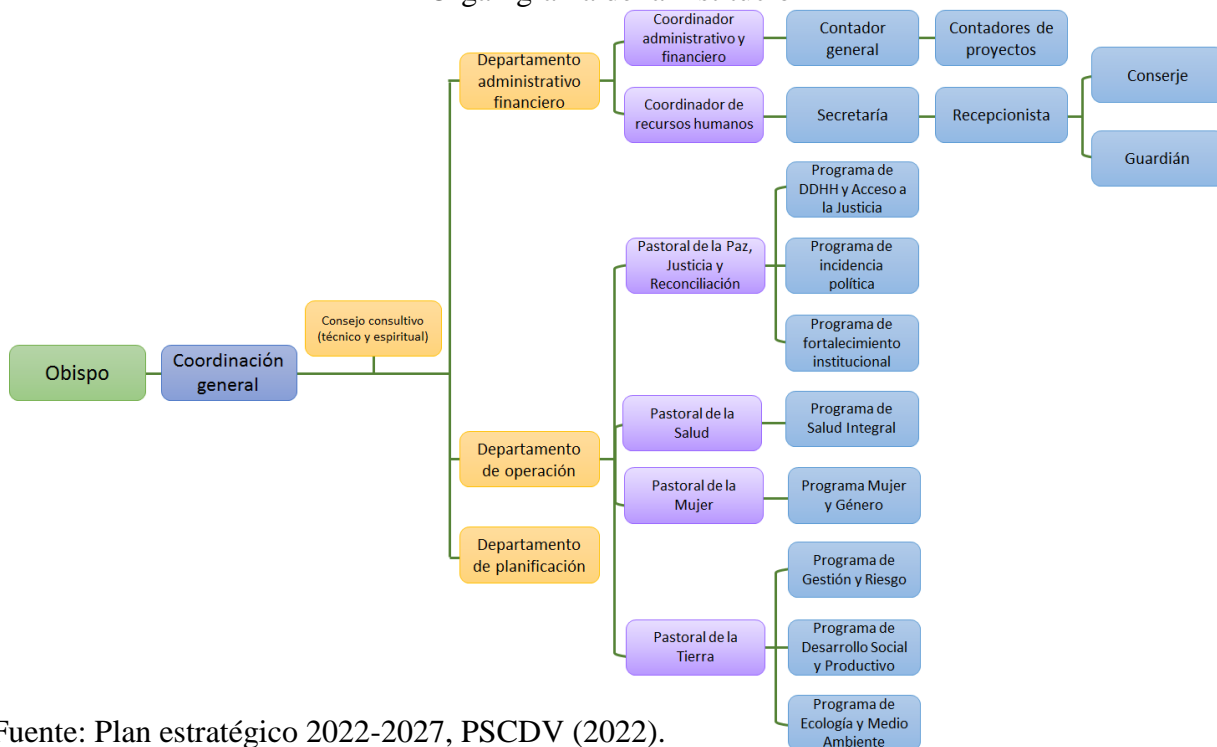 Coordinador
administrativo y
financiero
Contador
general
Contadores de
proyectos
Departamento
administrativo
financiero
Conserje
Coordinador de
recursos humanos
Secretaría
Recepcionista
Guardián
Programa de
DDHH y Acceso a
la Justicia
Pastoral de la Paz,
Justicia y
Reconciliación
Programa de
incidencia
política
Programa de
fortalecimiento
institucional
Consejo consultivo
(técnico y espiritual)
Obispo
Coordinación
general
Pastoral de la
Salud
Programa de
Salud Integral
Departamento
de operación
Pastoral de la
Mujer
Programa Mujer
y Género
Departamento
de planificación
Programa de
Gestión y Riesgo
Pastoral de la
Tierra
Programa de
Desarrollo Social
y Productivo
Programa de
Ecología y Medio
Ambiente
Fuente: Plan estratégico 2022-2027, PSCDV (2022).